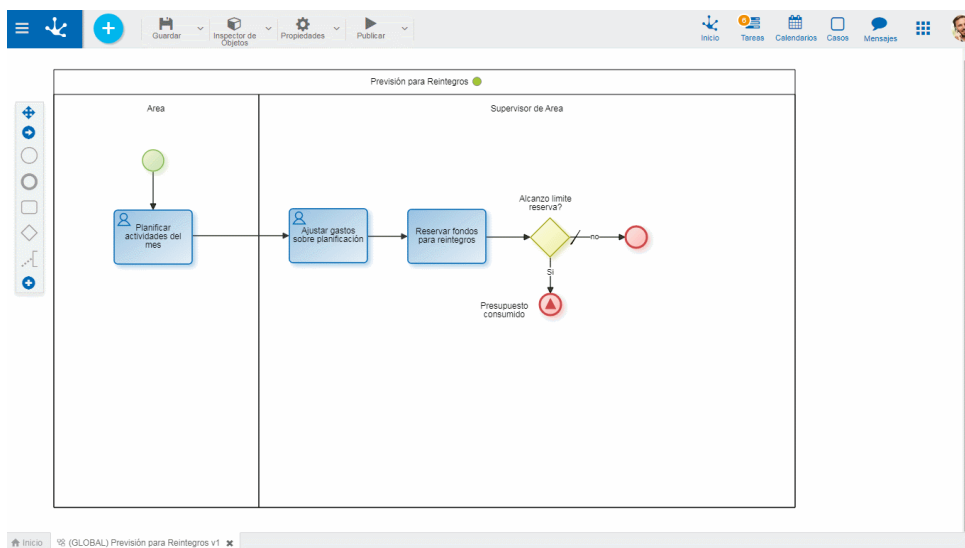 Guardar
Inspector de
Objetos
Propiedades
Publicar
Inicio
6
Tareas
Calendarios
Casos
Mensajes
Previsión para Reintegros
Area
Supervisor de Area
Planificar
actividades del
mes
Ajustar gastos
sobre planificación
Reservar fondos
para reintegros
Alcanzo limite
reserva?
no
Si
Presupuesto
consumido
Inicio
(GLOBAL) Previsión para Reintegros v1